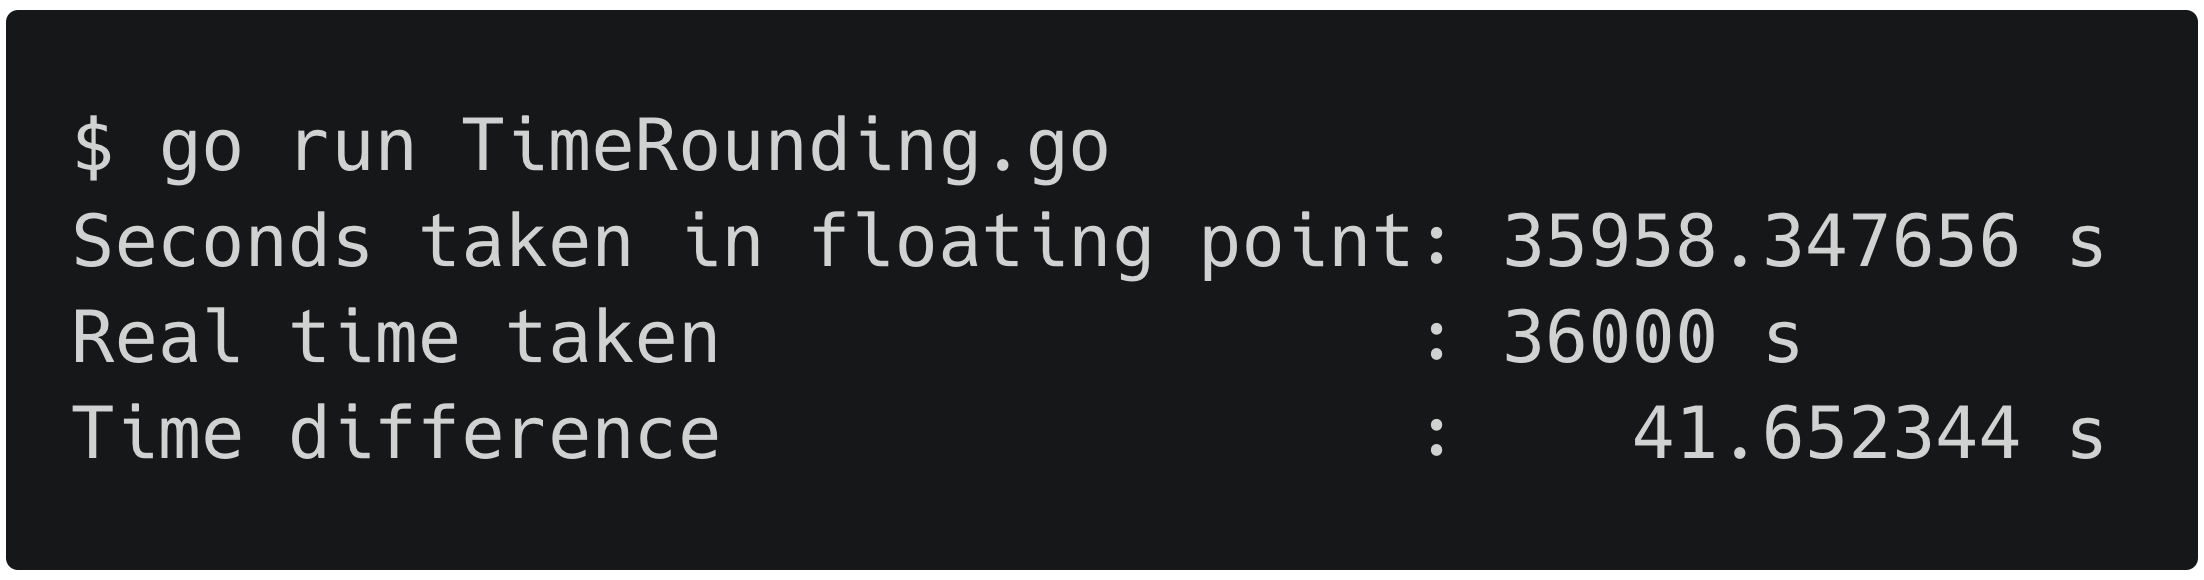 $ go run TimeRounding.go
Seconds taken in floating point: 35958.347656 s
Real time taken                : 36000 s
Time difference                :    41.652344 s